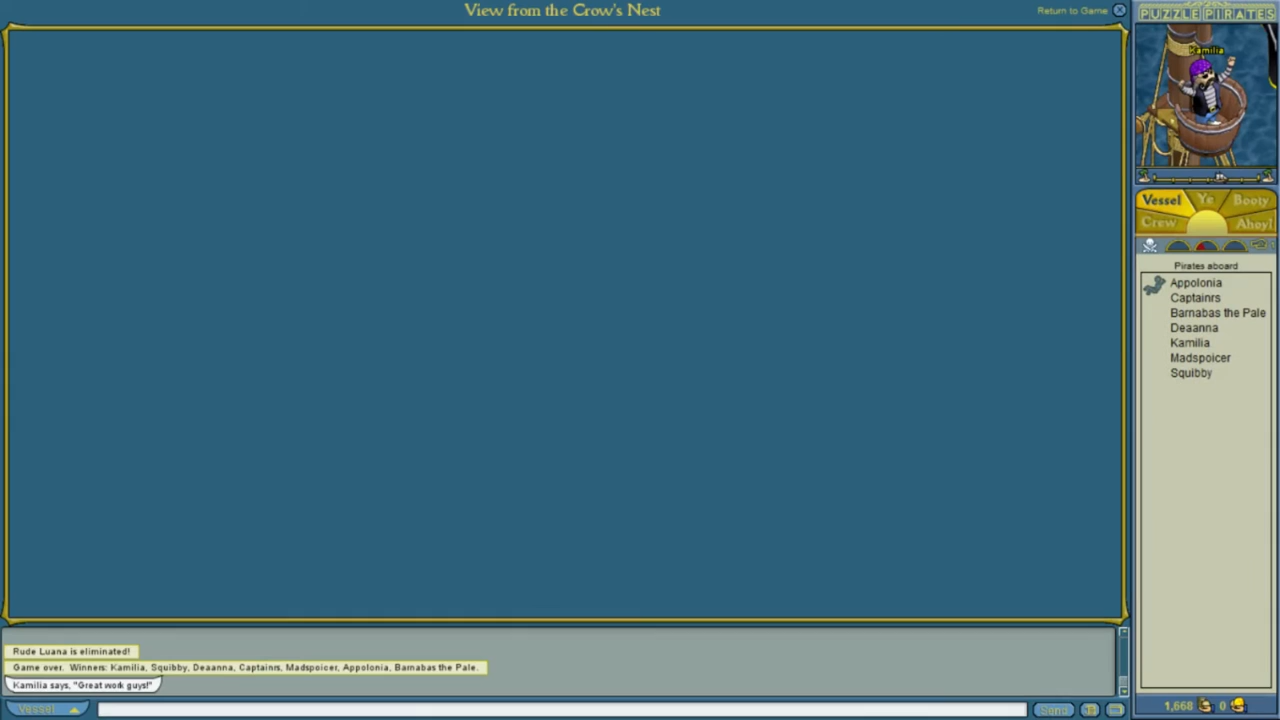 View from the Crow's Nest
Return to Game
PUZZLE PIRATES
Kamilia
Vessel
Ye
Booty
Crew
Ahoy!
Pirates aboard
Appolonia
Captainrs
Barnabas the Pale
Deaanna
Kamilia
Madspoicer
Squibby
Rude Luana is eliminated!
Game over. Winners: Kamilia, Squibby, Deaanna, Captainrs, Madspoicer, Appolonia, Barnabas the Pale.
Kamilia says, "Great work guys!"
Vessel
Send
1,668
0